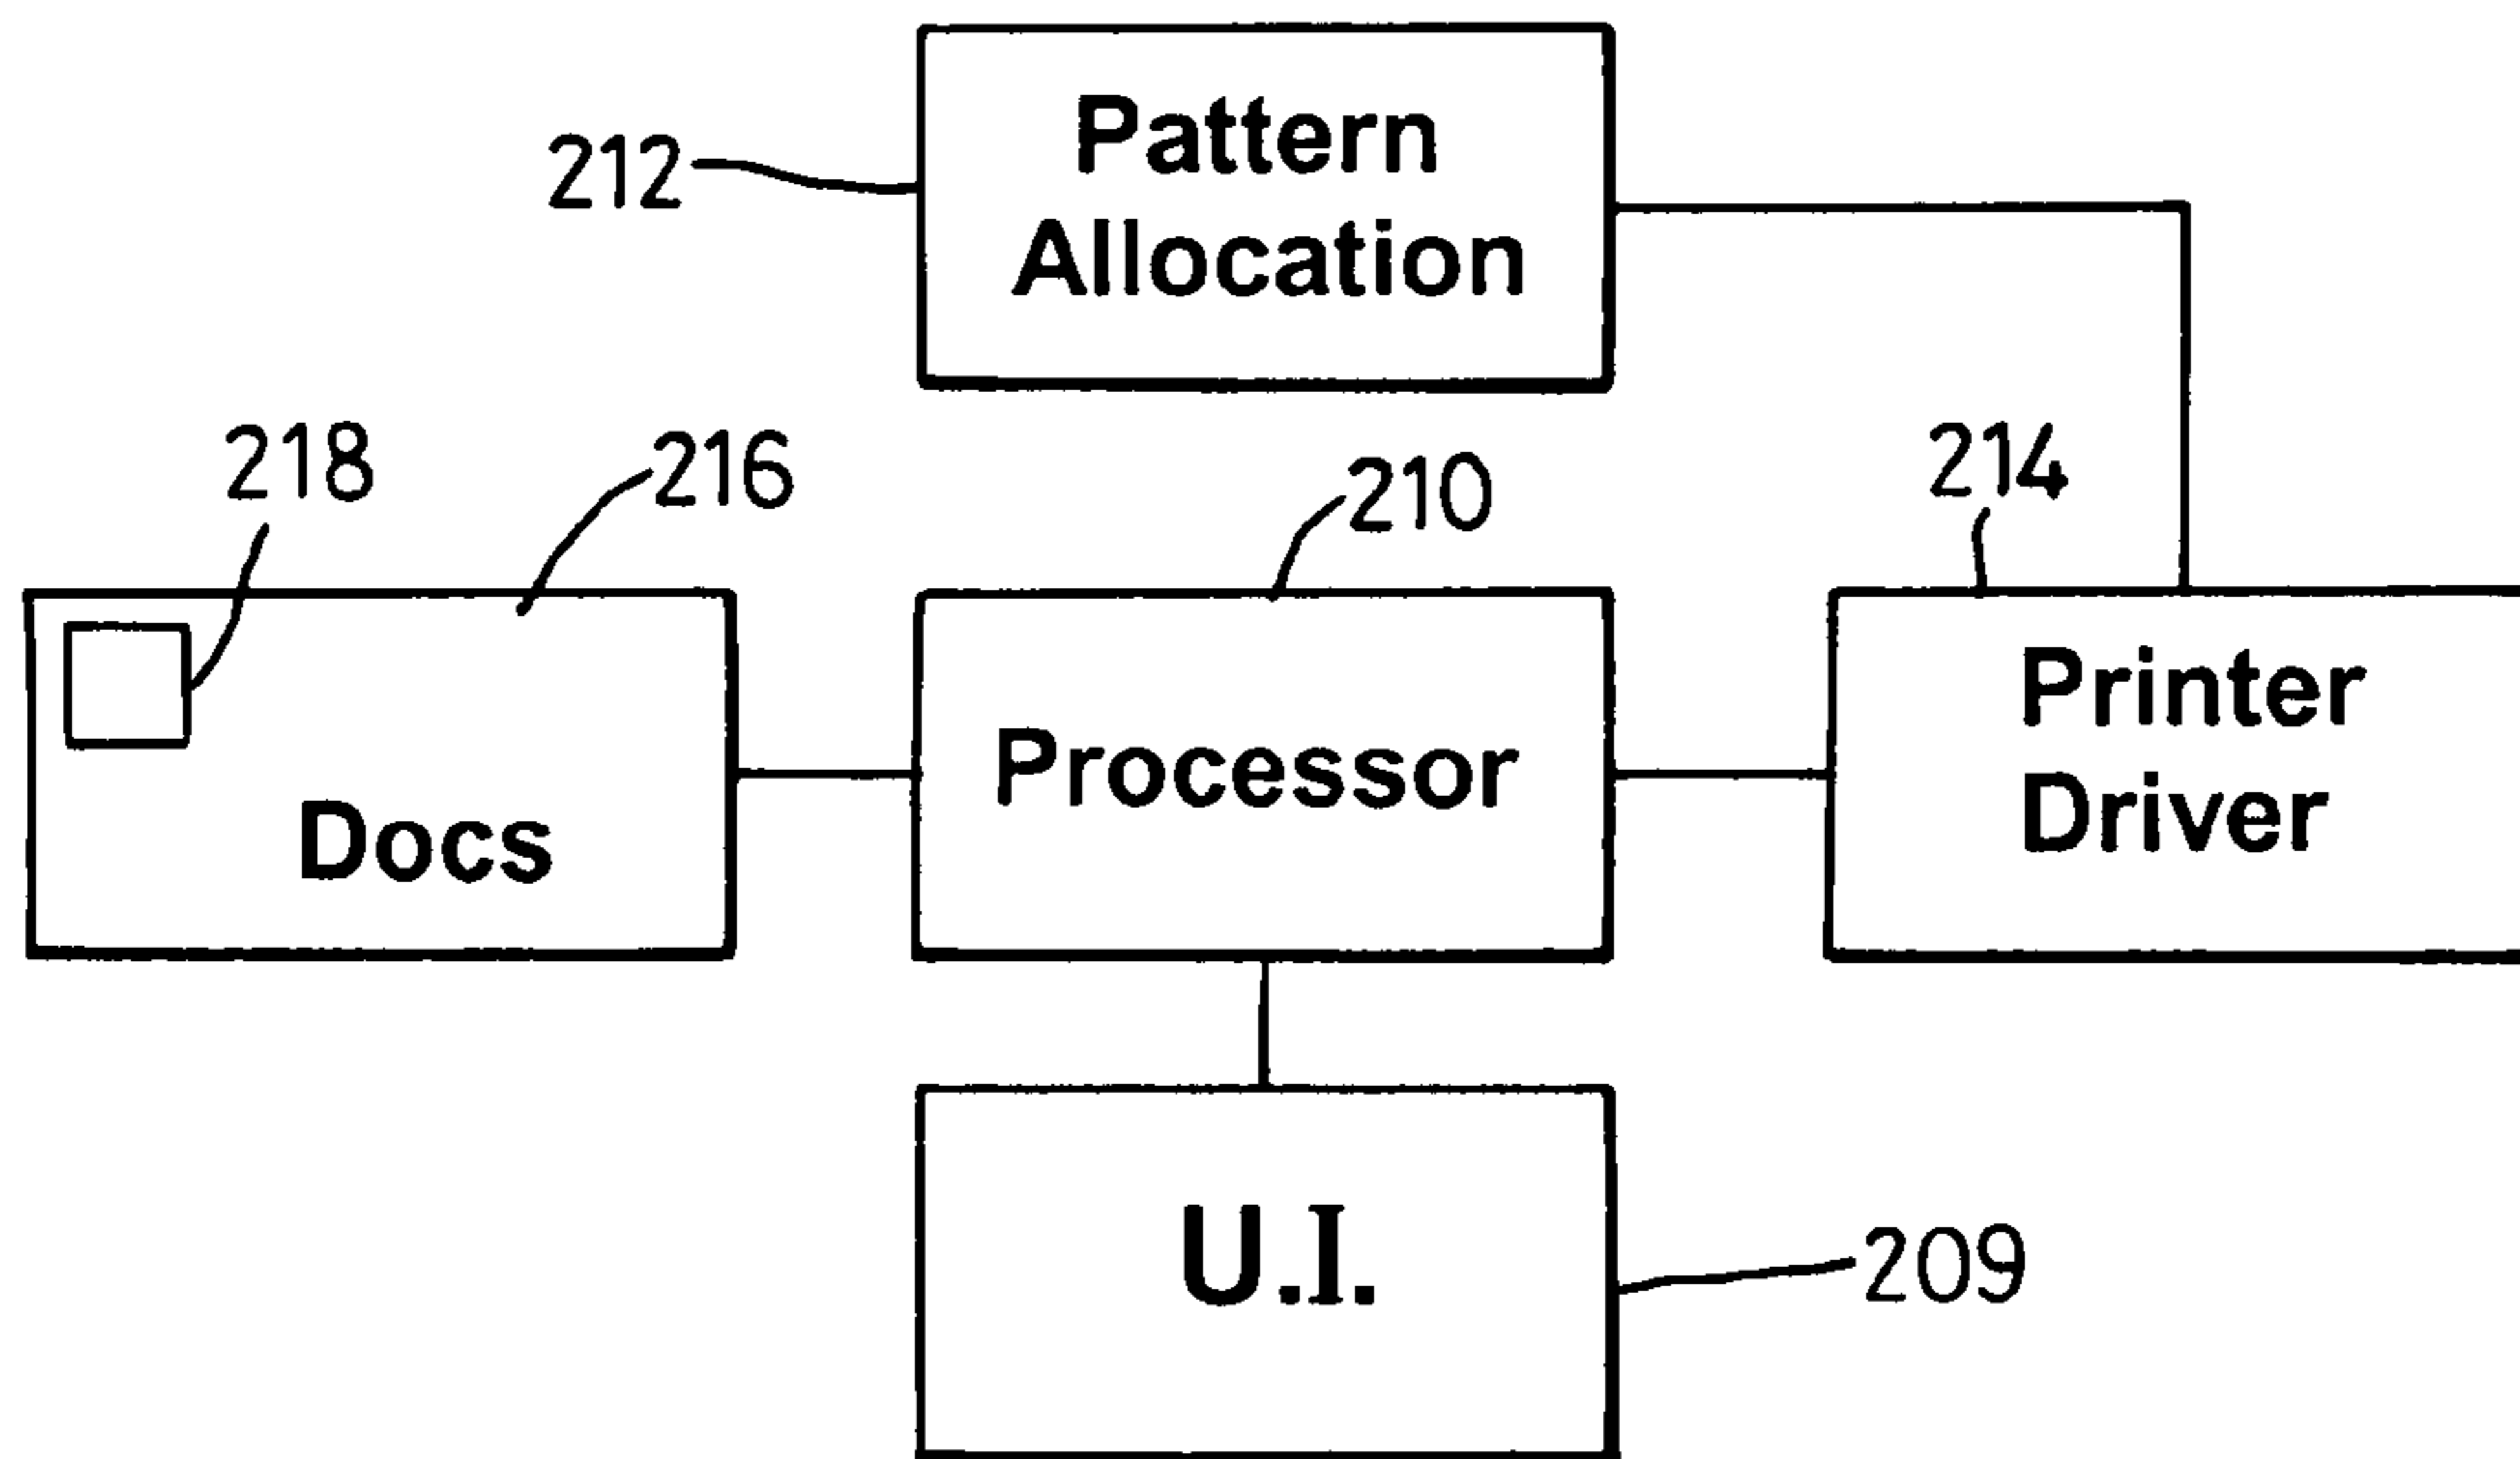 Pattern
Allocation
212
218
216
210
214
Docs
Processor
Printer
Driver
U.I.
209